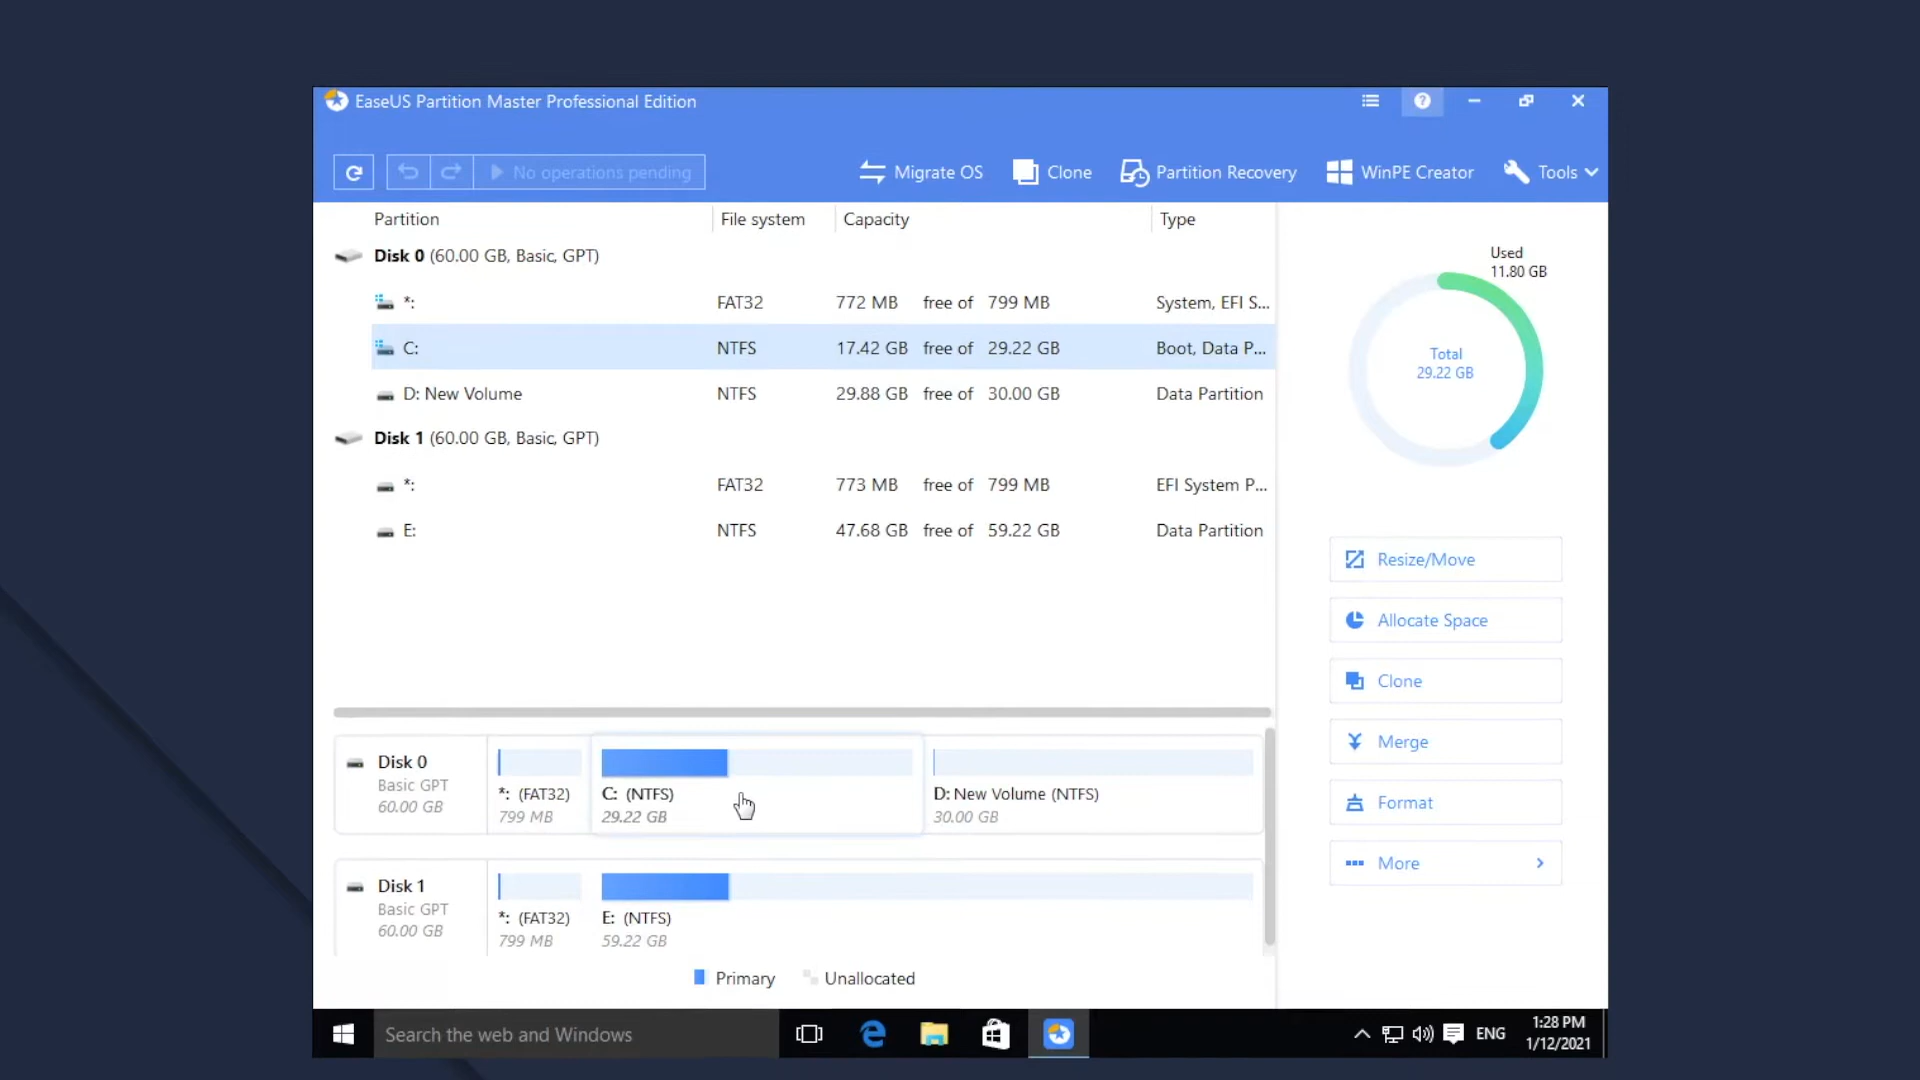 EaseUS Partition Master Professional Edition
No operations pending
Migrate OS
Clone
Partition Recovery
WinPE Creator
Tools
Partition File system Capacity Type
Disk 0 (60.00 GB, Basic, GPT)
*: FAT32 772 MB free of 799 MB System, EFI S...
C: NTFS 17.42 GB free of 29.22 GB Boot, Data P...
D: New Volume NTFS 29.88 GB free of 30.00 GB Data Partition
Disk 1 (60.00 GB, Basic, GPT)
*: FAT32 773 MB free of 799 MB EFI System P...
E: NTFS 47.68 GB free of 59.22 GB Data Partition
Used
11.80 GB
Total
29.22 GB
Resize/Move
Allocate Space
Clone
Merge
Format
More
Disk 0
Basic GPT
60.00 GB
*: (FAT32)
799 MB
C: (NTFS)
29.22 GB
D: New Volume (NTFS)
30.00 GB
Disk 1
Basic GPT
60.00 GB
*: (FAT32)
799 MB
E: (NTFS)
59.22 GB
Primary
Unallocated
Search the web and Windows
ENG
1:28 PM
1/12/2021